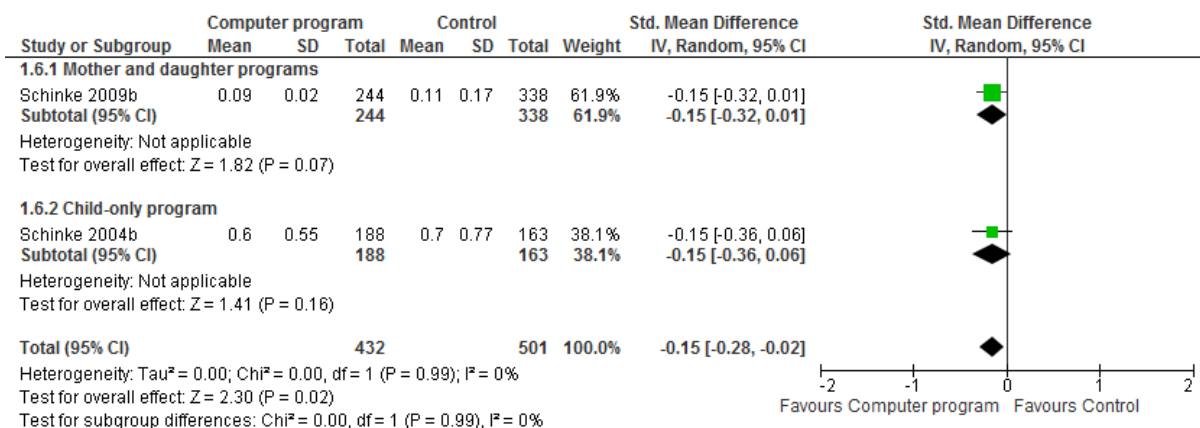 Computer program Control Std. Mean Difference Std. Mean Difference
Study or Subgroup Mean SD Total Mean SD Total Weight IV, Random, 95% CI IV, Random, 95% CI
1.6.1 Mother and daughter programs
Schinke 2009b 0.09 0.02 244 0.11 0.17 338 61.9% -0.15 [-0.32, 0.01]
Subtotal (95% CI) 244 338 61.9% -0.15 [-0.32, 0.01]
Heterogeneity: Not applicable
Test for overall effect: Z = 1.82 (P = 0.07)
1.6.2 Child-only program
Schinke 2004b 0.6 0.55 188 0.7 0.77 163 38.1% -0.15 [-0.36, 0.06]
Subtotal (95% CI) 188 163 38.1% -0.15 [-0.36, 0.06]
Heterogeneity: Not applicable
Test for overall effect: Z = 1.41 (P = 0.16)
Total (95% CI) 432 501 100.0% -0.15 [-0.28, -0.02]
Heterogeneity: Tau² = 0.00; Chi² = 0.00, df = 1 (P = 0.99); I² = 0%
Test for overall effect: Z = 2.30 (P = 0.02)
Test for subgroup differences: Chi² = 0.00, df = 1 (P = 0.99), I² = 0%
-2 -1 0 1 2
Favours Computer program Favours Control